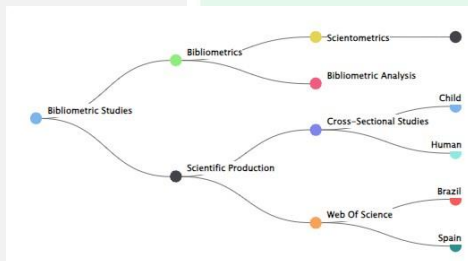 Scientometrics
Bibliometrics
Bibliometric Analysis
Bibliometric Studies
Child
Cross-Sectional Studies
Human
Scientific Production
Brazil
Web Of Science
Spain